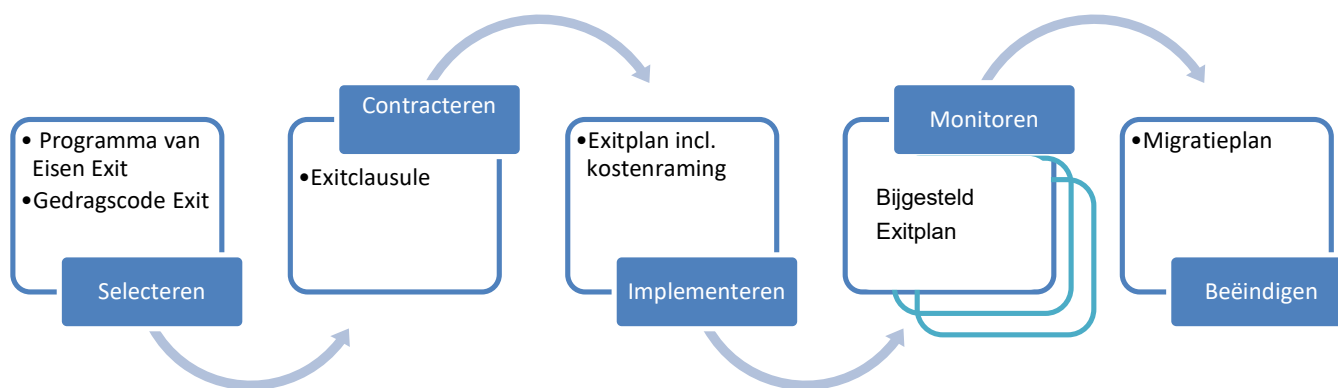 • Programma van
Eisen Exit
•Gedragscode Exit
Selecteren
Contracteren
•Exitclausule
•Exitplan incl.
kostenraming
Implementeren
Monitoren
Bijgesteld
Exitplan
•Migratieplan
Beëindigen